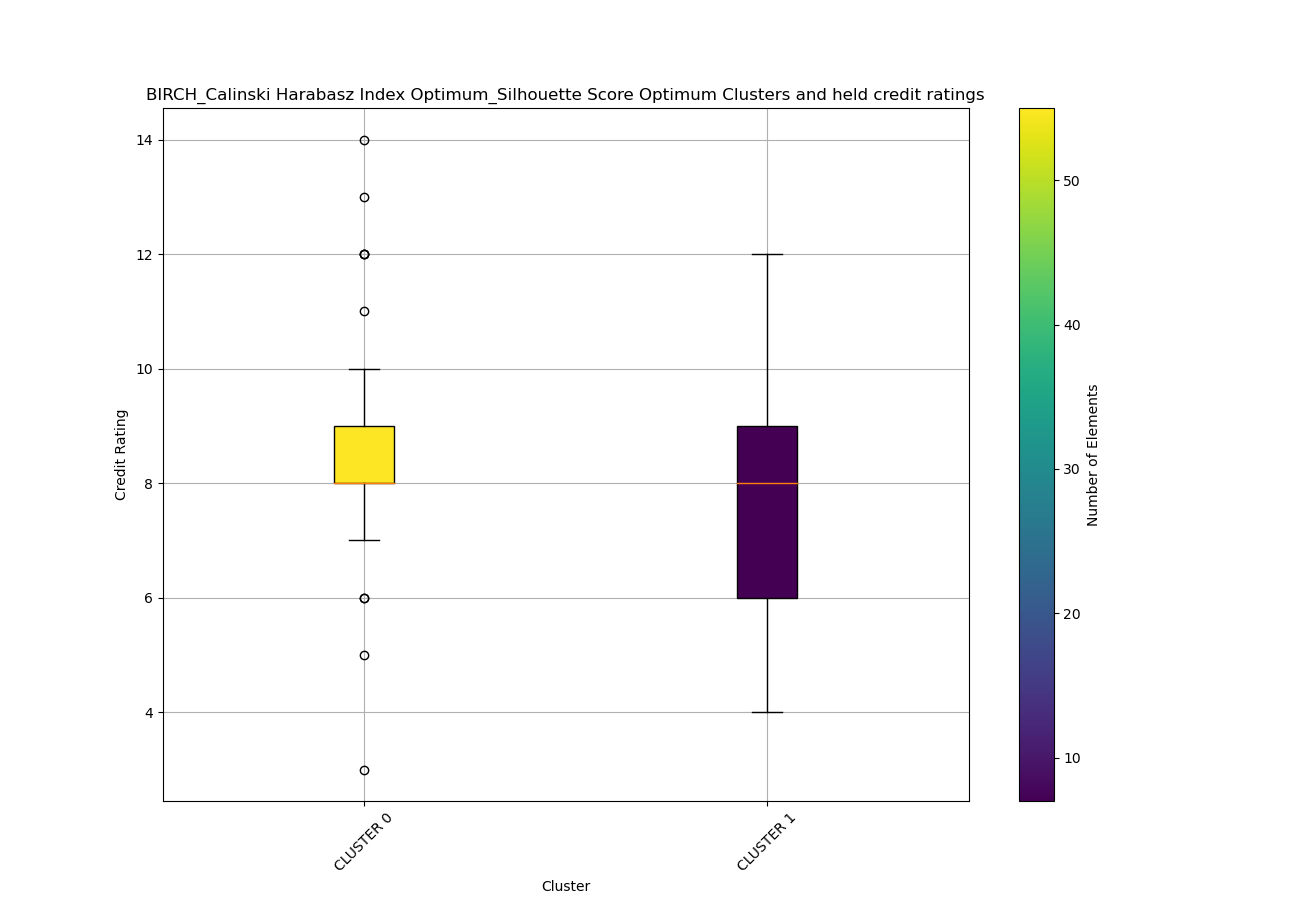 BIRCH_Calinski Harabasz Index Optimum_Silhouette Score Optimum Clusters and held credit ratings
14
12
10
8
6
4
Credit Rating
CLUSTER 0
CLUSTER 1
Cluster
50
40
30
20
10
Number of Elements